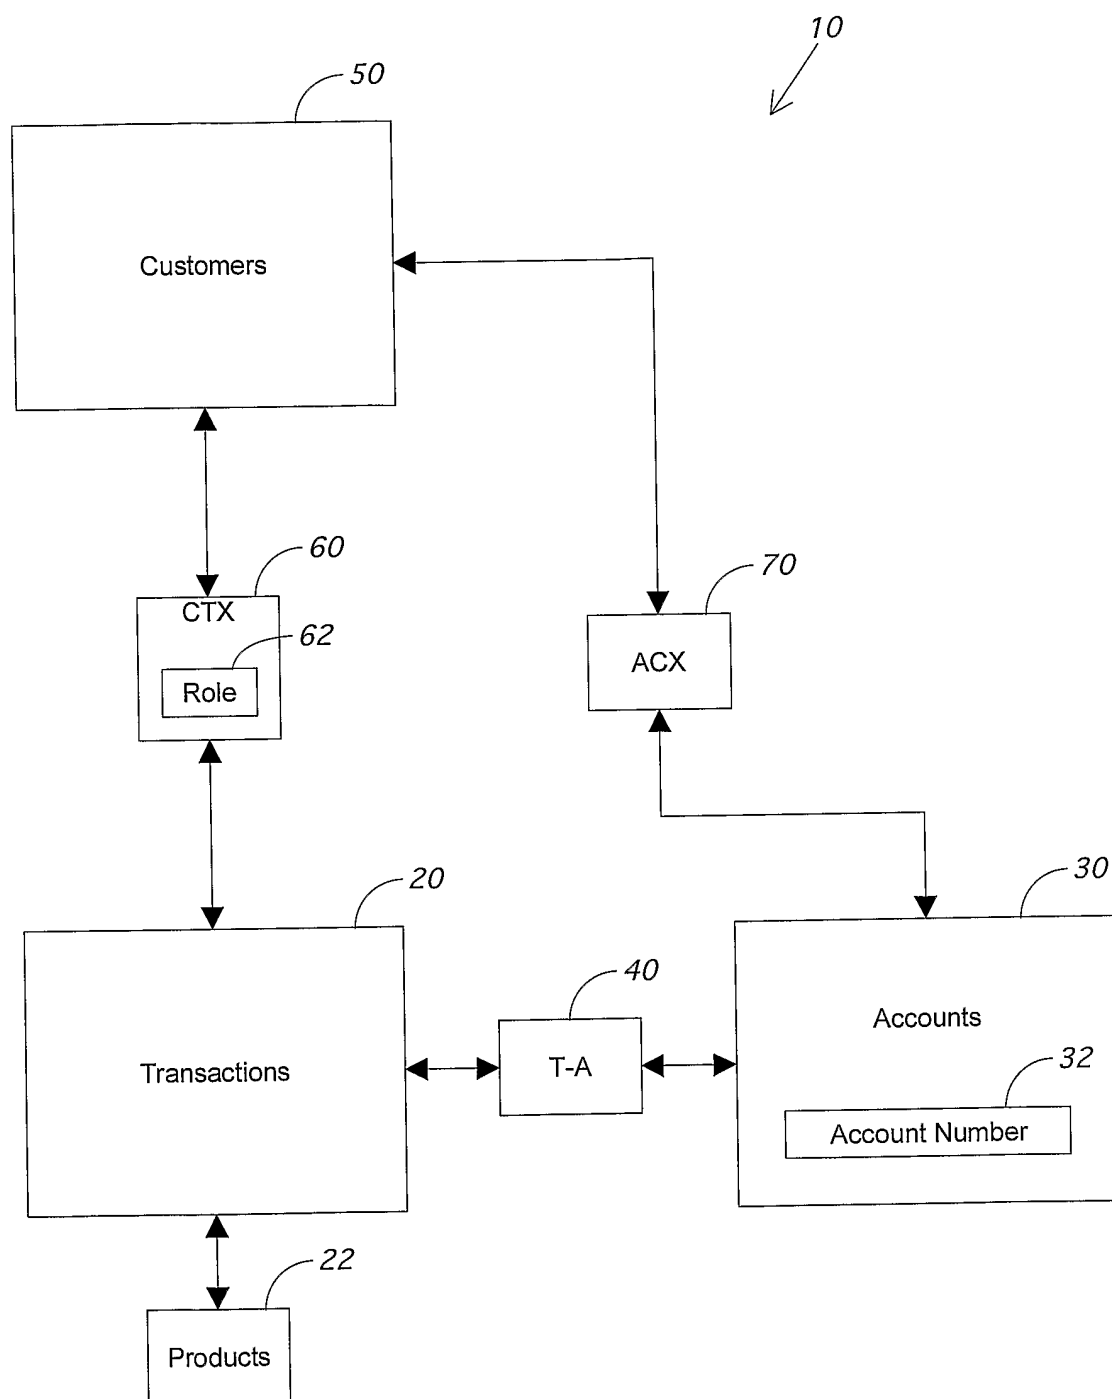 10
50
Customers
60
CTX
62
Role
70
ACX
20
Transactions
40
T-A
30
Accounts
32
Account Number
22
Products